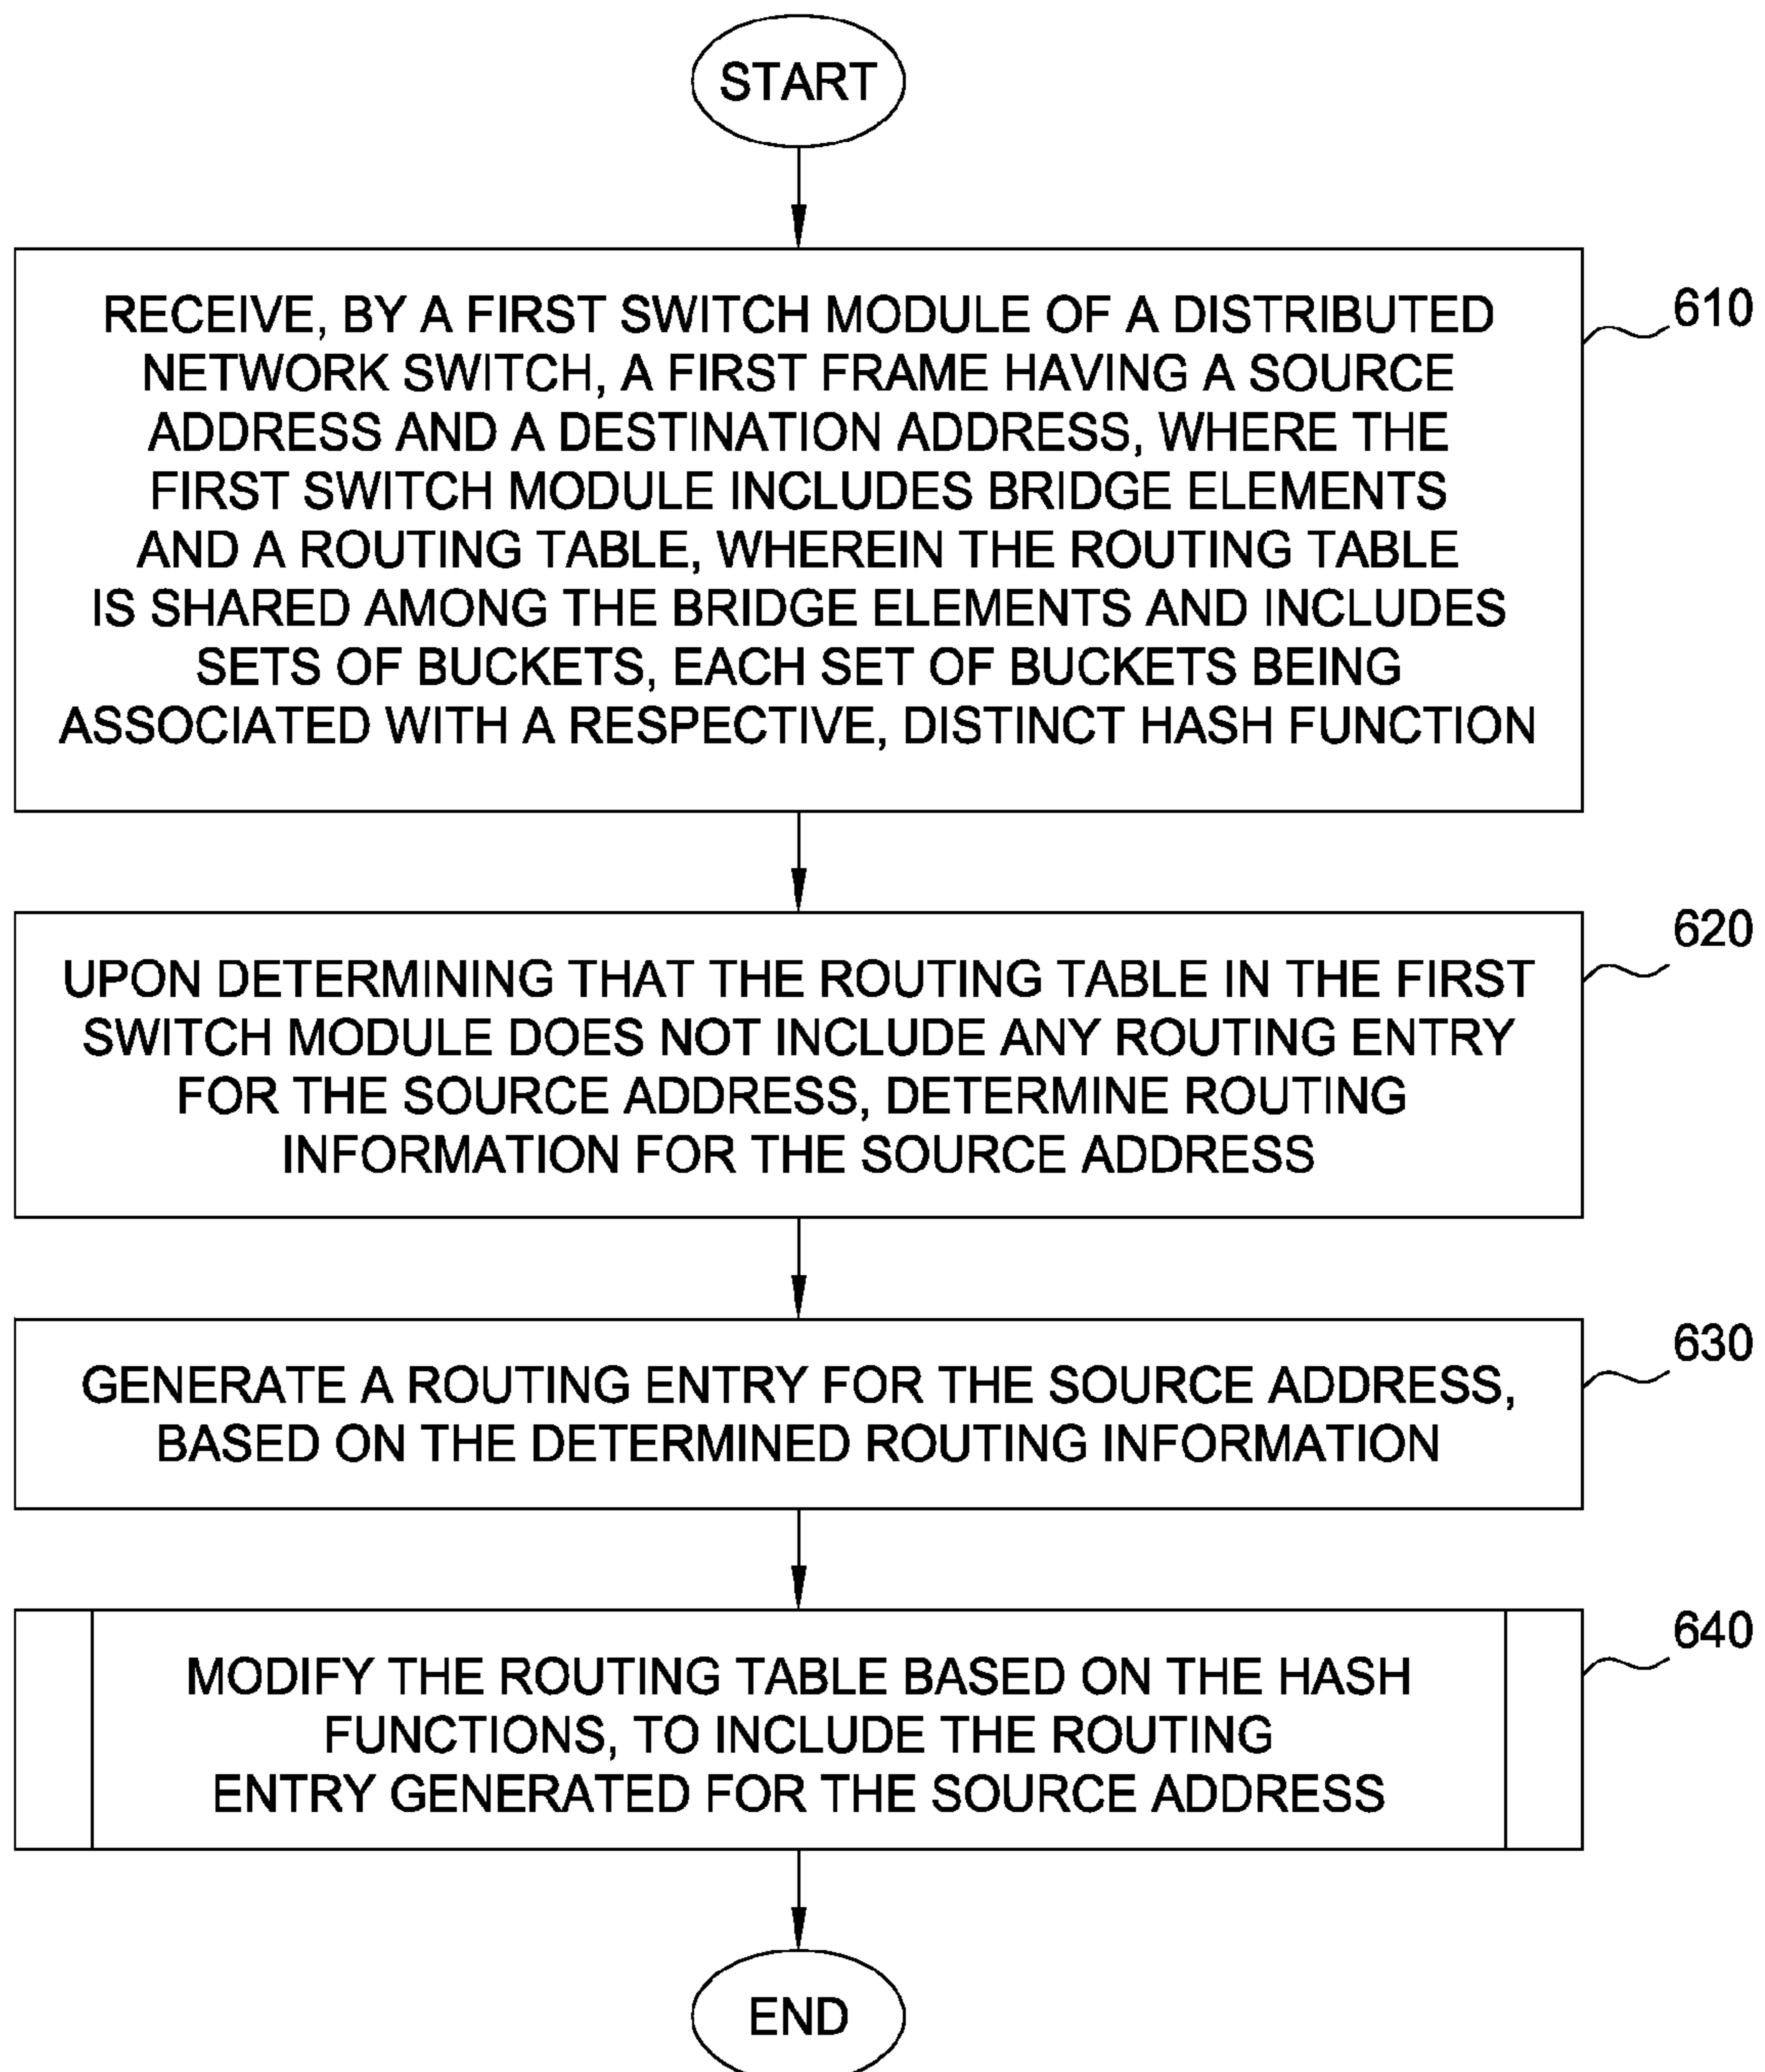 START
RECEIVE, BY A FIRST SWITCH MODULE OF A DISTRIBUTED
NETWORK SWITCH, A FIRST FRAME HAVING A SOURCE
ADDRESS AND A DESTINATION ADDRESS, WHERE THE
FIRST SWITCH MODULE INCLUDES BRIDGE ELEMENTS
AND A ROUTING TABLE, WHEREIN THE ROUTING TABLE
IS SHARED AMONG THE BRIDGE ELEMENTS AND INCLUDES
SETS OF BUCKETS, EACH SET OF BUCKETS BEING
ASSOCIATED WITH A RESPECTIVE, DISTINCT HASH FUNCTION
610
UPON DETERMINING THAT THE ROUTING TABLE IN THE FIRST
SWITCH MODULE DOES NOT INCLUDE ANY ROUTING ENTRY
FOR THE SOURCE ADDRESS, DETERMINE ROUTING
INFORMATION FOR THE SOURCE ADDRESS
620
GENERATE A ROUTING ENTRY FOR THE SOURCE ADDRESS,
BASED ON THE DETERMINED ROUTING INFORMATION
630
MODIFY THE ROUTING TABLE BASED ON THE HASH
FUNCTIONS, TO INCLUDE THE ROUTING
ENTRY GENERATED FOR THE SOURCE ADDRESS
640
END